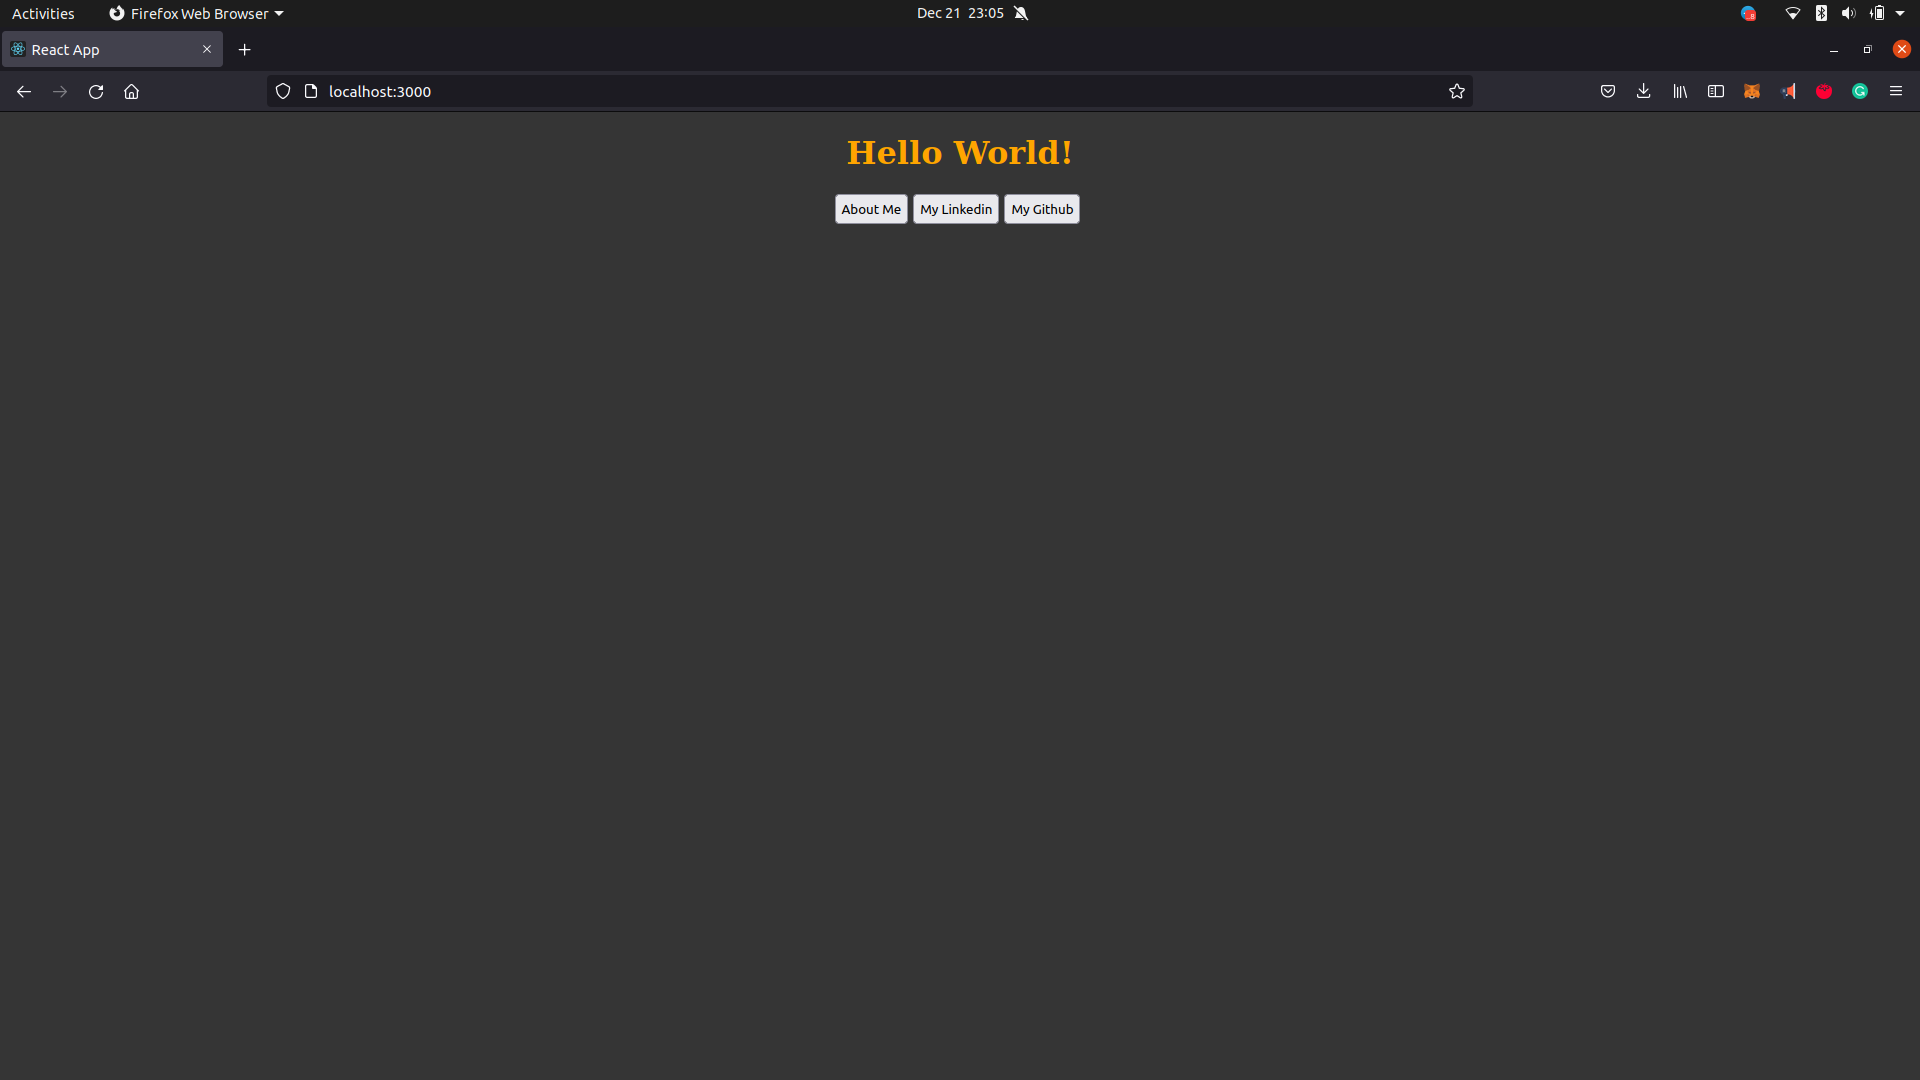 Activities Firefox Web Browser Dec 21 23:05
React App
localhost:3000
Hello World!
About Me My Linkedin My Github